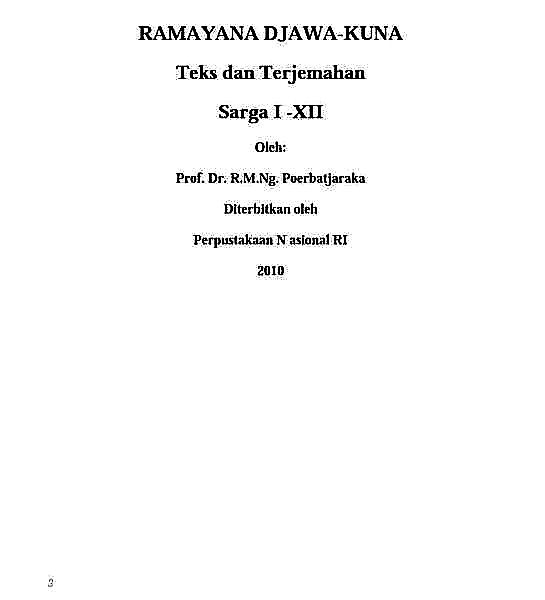 RAMAYANA DJAWA-KUNA
Teks dan Terjemahan
Sarga I -XII
Oleh:
Prof. Dr. R.M.Ng. Poerbatjaraka
Diterbitkan oleh
Perpustakaan N asional RI
2010
3